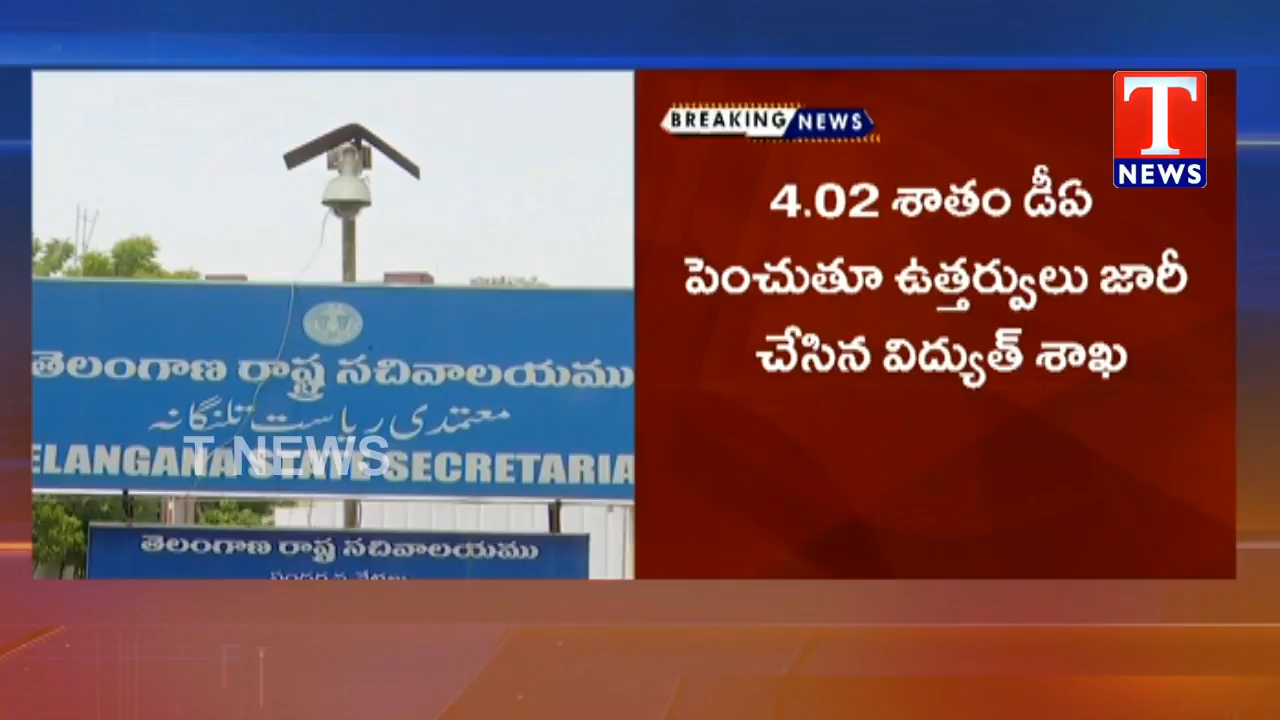 BREAKING NEWS
T
NEWS
4.02 శాతం డీఏ
పెంచుతూ ఉత్తర్వులు జారీ
చేసిన విద్యుత్ శాఖ
తెలంగాణ రాష్ట్ర సచివాలయము
معتمدی ریاست تلنگانہ
T NEWS
ELANGANA STATE SECRETARIA
తెలంగాణ రాష్ట్ర సచివాలయము